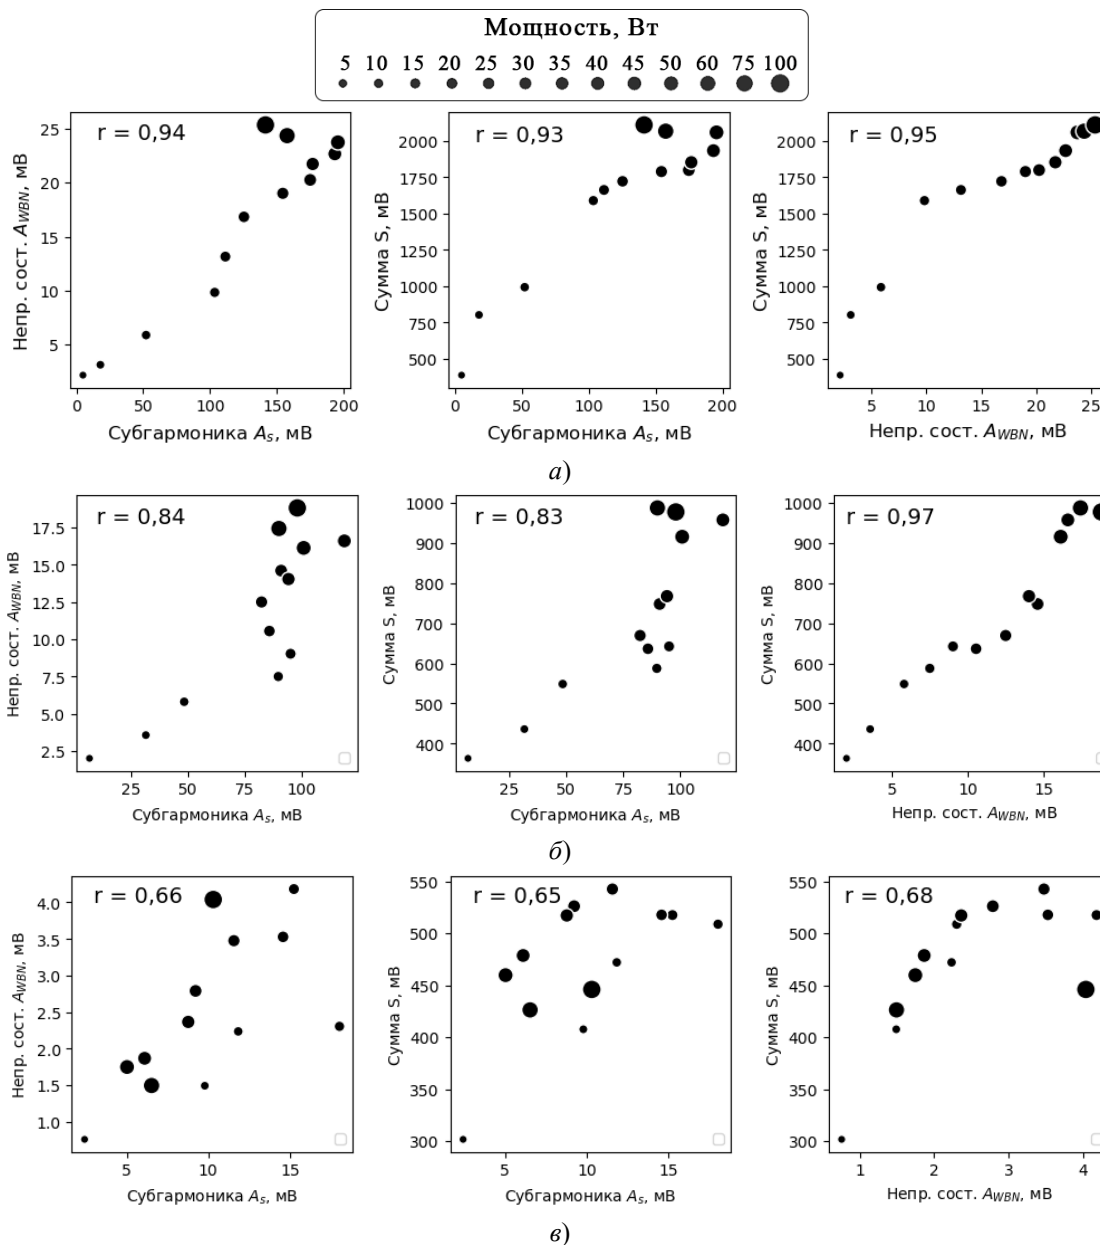 Мощность, Вт
5 10 15 20 25 30 35 40 45 50 60 75 100
r = 0,94
Непр. сост. A_WBN, мВ
25
20
15
10
5
0 50 100 150 200
Субгармоника A_s, мВ
r = 0,93
Сумма S, мВ
2000
1750
1500
1250
1000
750
500
0 50 100 150 200
Субгармоника A_s, мВ
r = 0,95
Сумма S, мВ
2000
1750
1500
1250
1000
750
500
5 10 15 20 25
Непр. сост. A_WBN, мВ
а)
r = 0,84
Непр. сост. A_WBN, мВ
17.5
15.0
12.5
10.0
7.5
5.0
2.5
25 50 75 100
Субгармоника A_s, мВ
r = 0,83
Сумма S, мВ
1000
900
800
700
600
500
400
25 50 75 100
Субгармоника A_s, мВ
r = 0,97
Сумма S, мВ
1000
900
800
700
600
500
400
5 10 15
Непр. сост. A_WBN, мВ
б)
r = 0,66
Непр. сост. A_WBN, мВ
4.0
3.5
3.0
2.5
2.0
1.5
1.0
5 10 15
Субгармоника A_s, мВ
r = 0,65
Сумма S, мВ
550
500
450
400
350
300
5 10 15
Субгармоника A_s, мВ
r = 0,68
Сумма S, мВ
550
500
450
400
350
300
1 2 3 4
Непр. сост. A_WBN, мВ
в)